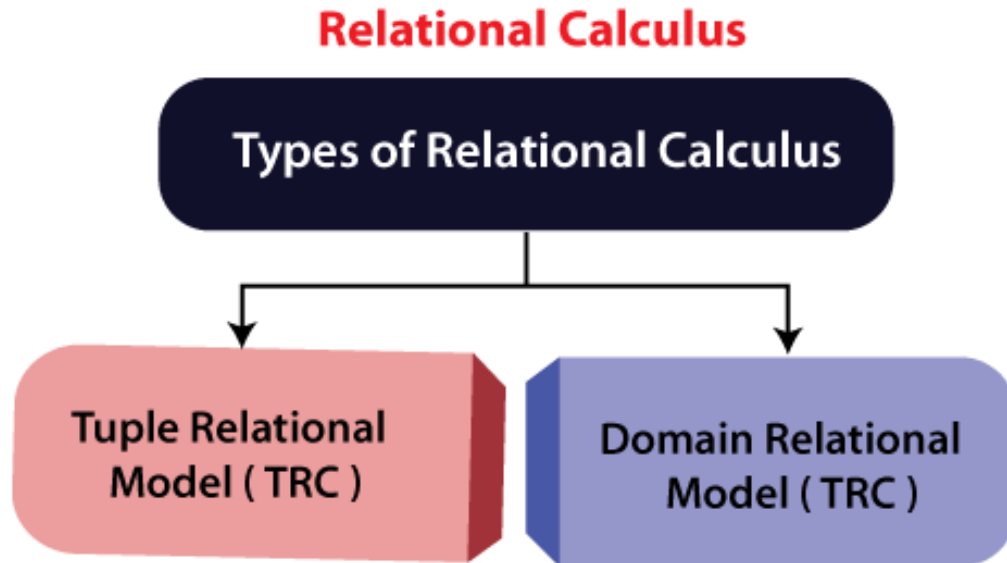 Relational Calculus
Types of Relational Calculus
Tuple Relational
Model ( TRC )
Domain Relational
Model ( TRC )